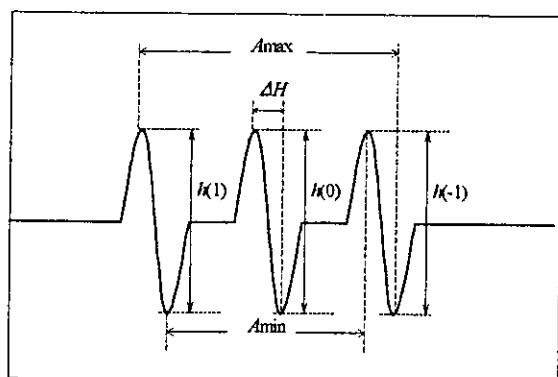 Amax
ΔH
h(1)
h(0)
h(-1)
Amin